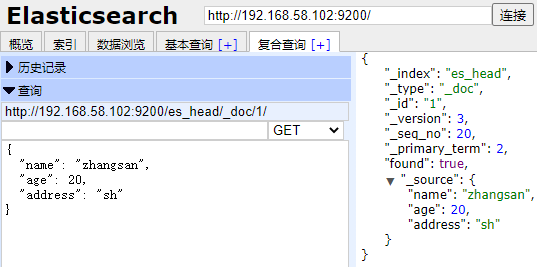 Elasticsearch
http://192.168.58.102:9200/
连接
概览 索引 数据浏览 基本查询 [+] 复合查询 [+]
历史记录
查询
http://192.168.58.102:9200/es_head/_doc/1/
GET
{
"name": "zhangsan",
"age": 20,
"address": "sh"
}
{
"_index": "es_head",
"_type": "_doc",
"_id": "1",
"_version": 3,
"_seq_no": 20,
"_primary_term": 2,
"found": true,
"_source": {
"name": "zhangsan",
"age": 20,
"address": "sh"
}
}